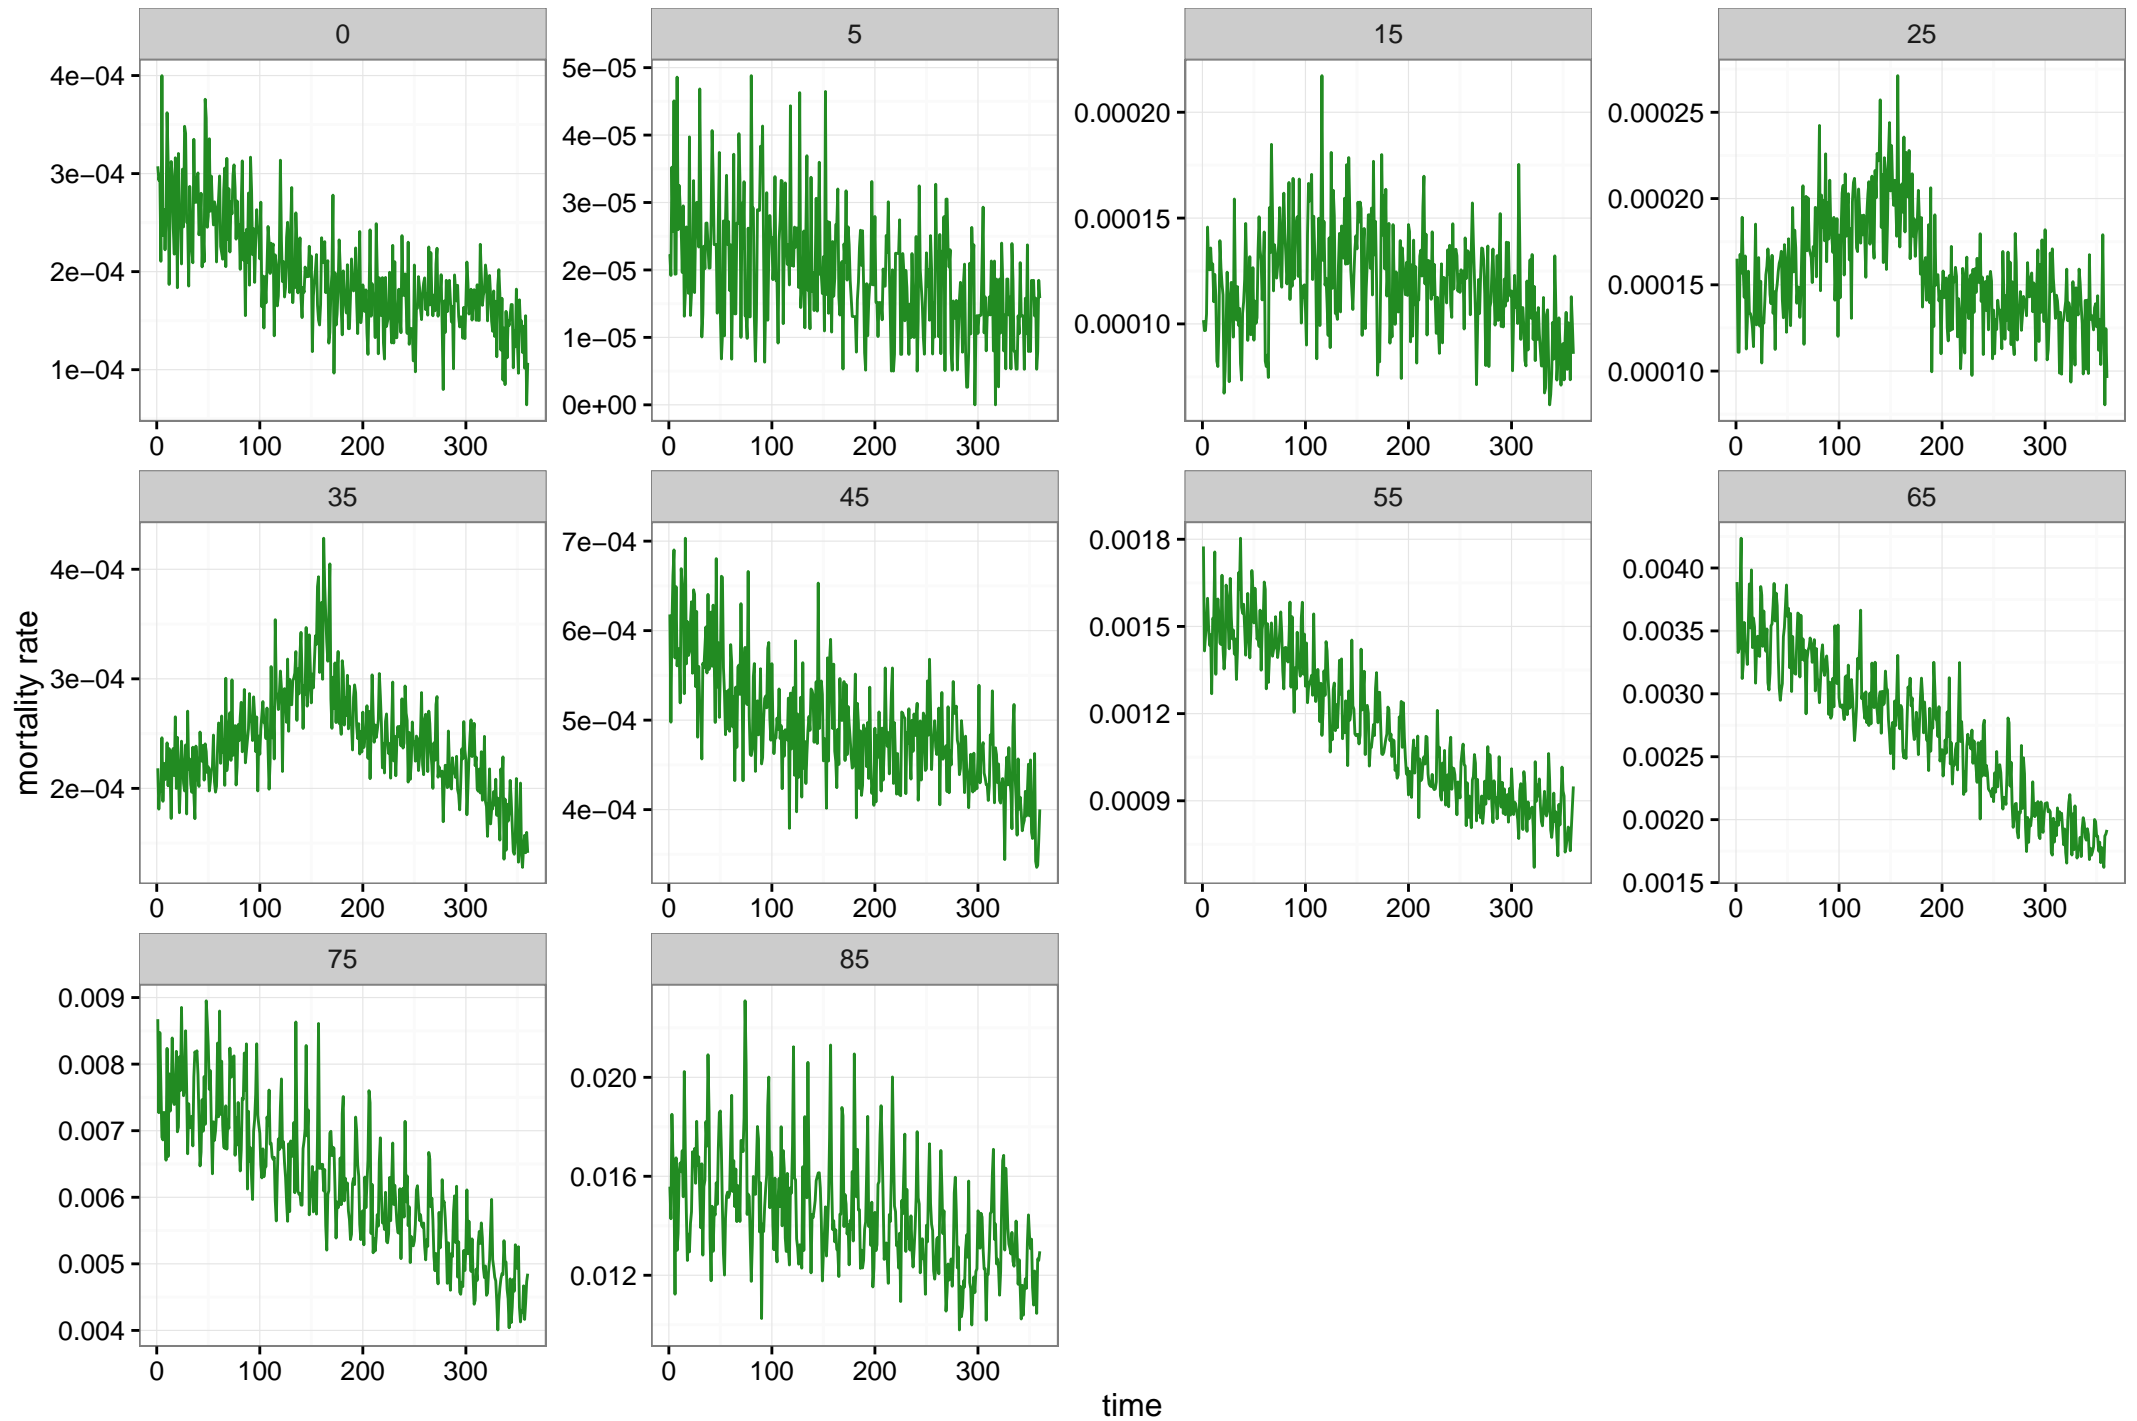 0 5 15 25
4e−04 3e−04 2e−04 1e−04
5e−05 4e−05 3e−05 2e−05 1e−05 0e+00
0.00020 0.00015 0.00010
0.00025 0.00020 0.00015 0.00010
0 100 200 300 0 100 200 300 0 100 200 300 0 100 200 300
35 45 55 65
mortality rate
4e−04 3e−04 2e−04
7e−04 6e−04 5e−04 4e−04
0.0018 0.0015 0.0012 0.0009
0.0040 0.0035 0.0030 0.0025 0.0020 0.0015
0 100 200 300 0 100 200 300 0 100 200 300 0 100 200 300
75 85
0.009 0.008 0.007 0.006 0.005 0.004
0.020 0.016 0.012
0 100 200 300 0 100 200 300
time